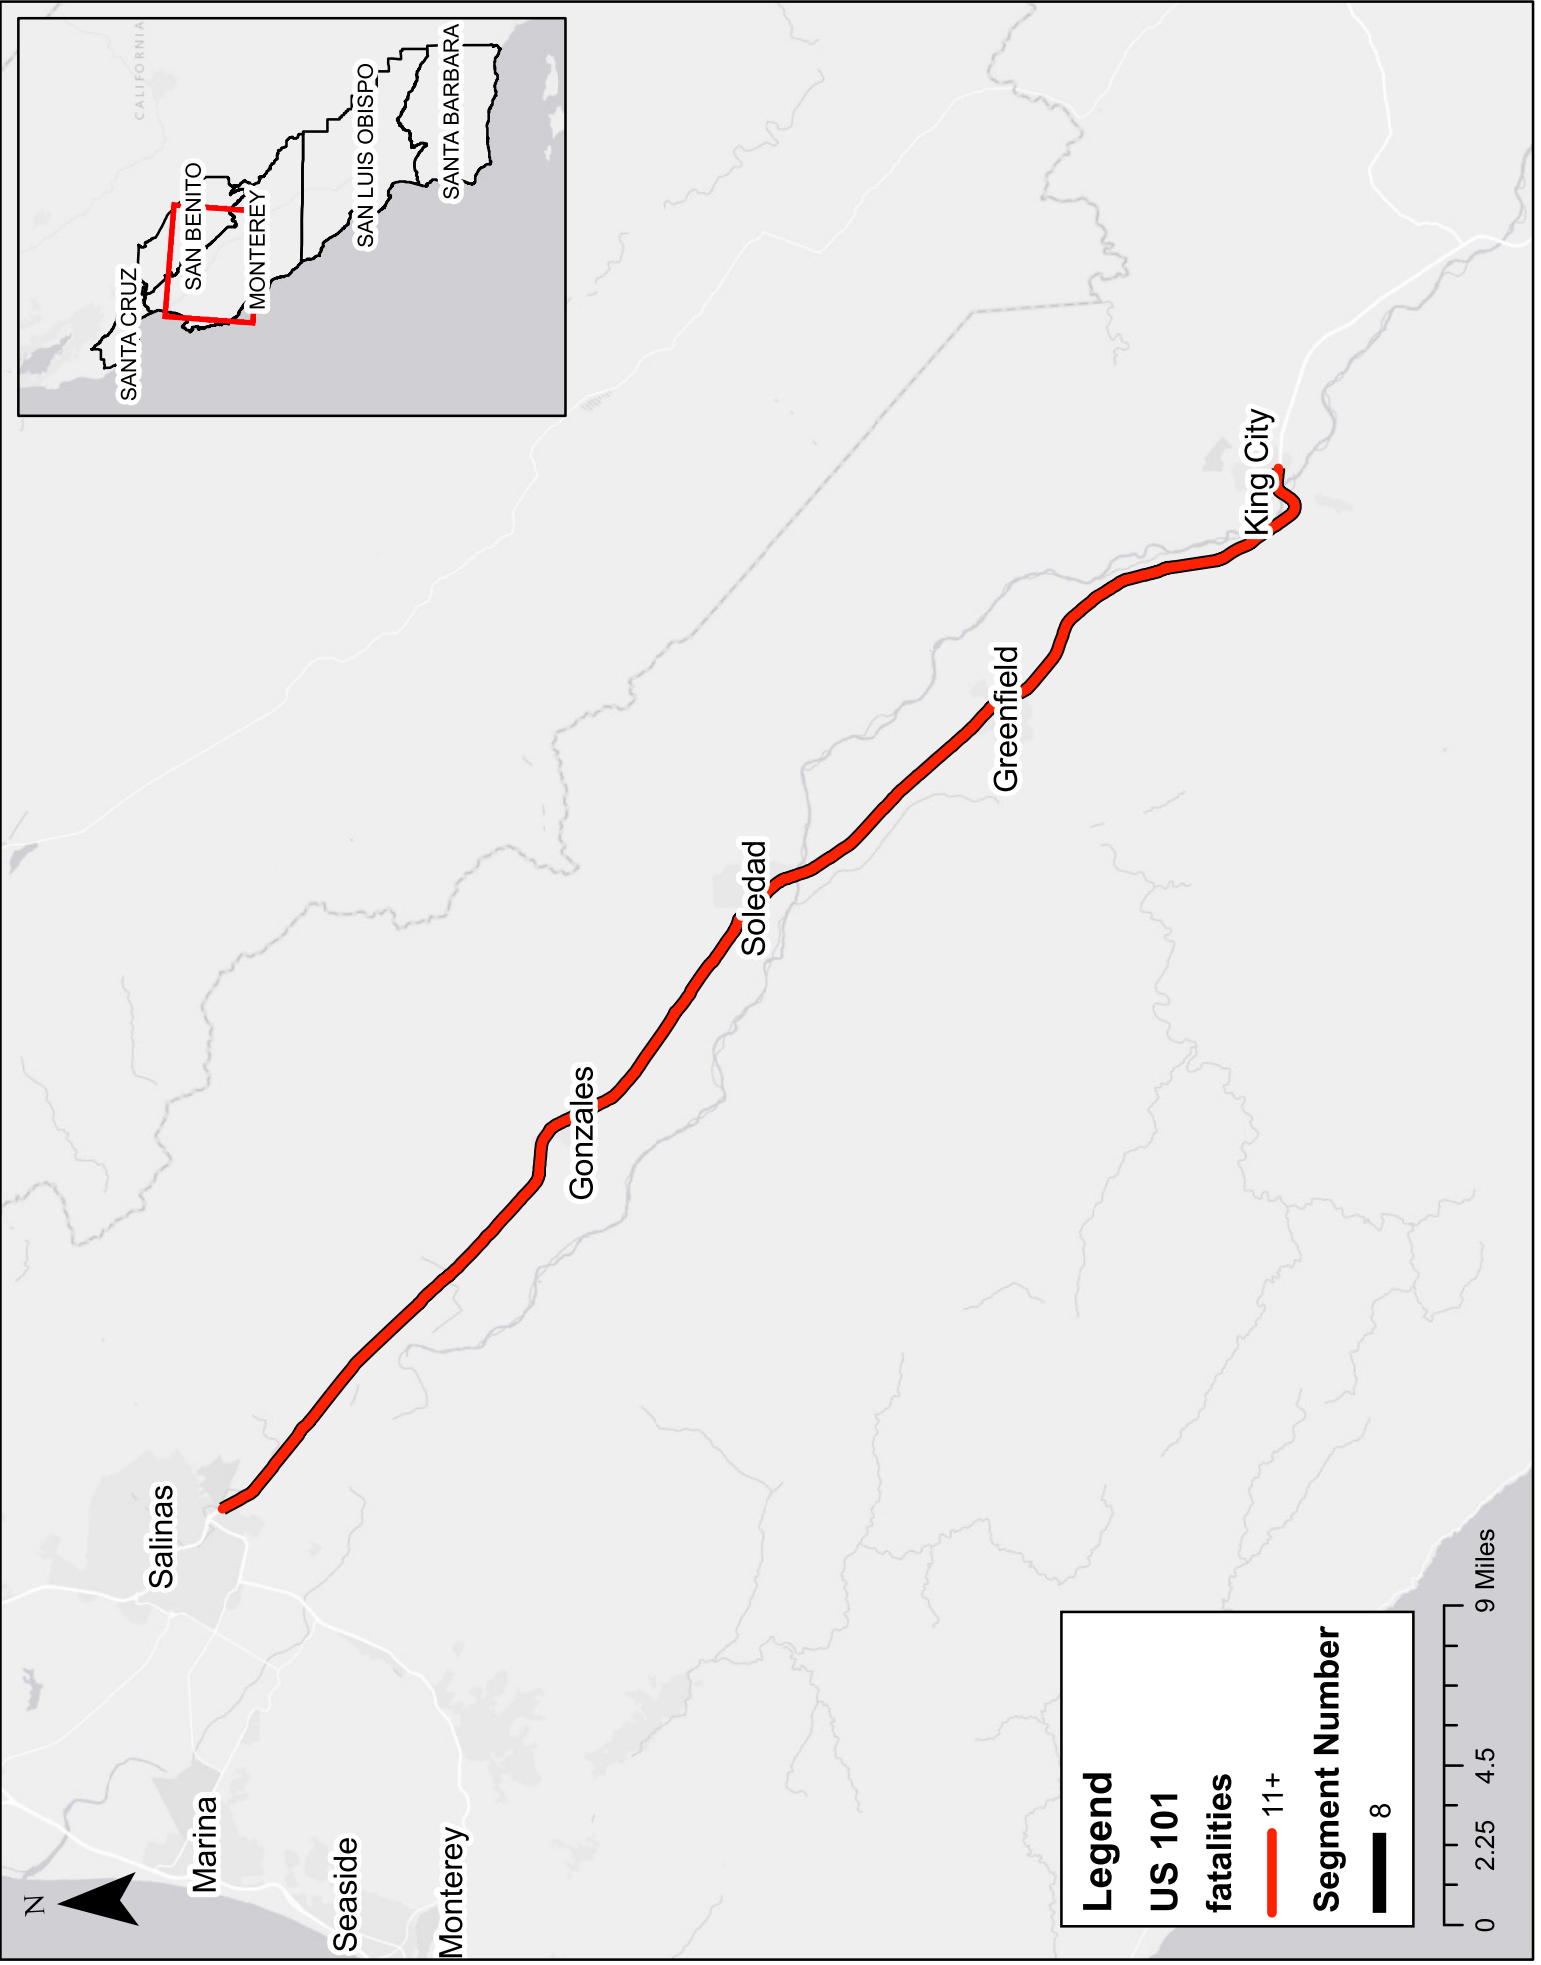 N
Marina
Seaside
Monterey
Salinas
Gonzales
Soledad
Greenfield
King City
CALIFORNIA
SANTA CRUZ
SAN BENITO
MONTEREY
SAN LUIS OBISPO
SANTA BARBARA
Legend
US 101
fatalities
11+
Segment Number
8
0 2.25 4.5 9 Miles